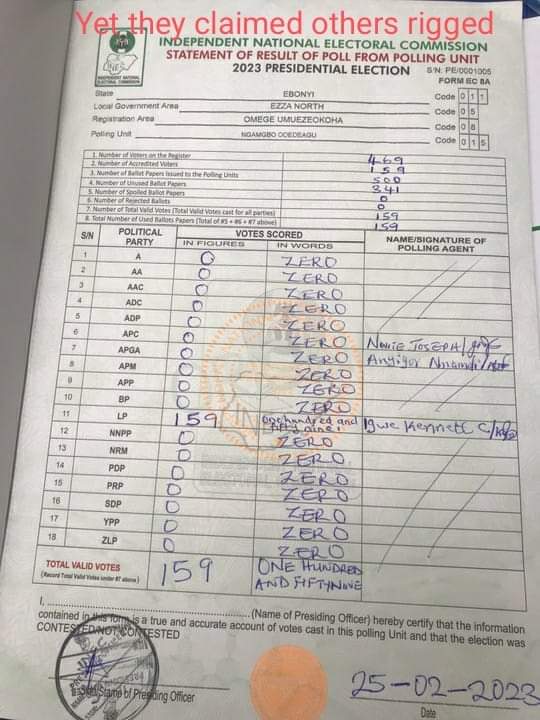 Yet they claimed others rigged
INDEPENDENT NATIONAL ELECTORAL COMMISSION
STATEMENT OF RESULT OF POLL FROM POLLING UNIT
2023 PRESIDENTIAL ELECTION
S/N: PE/0001005
FORM EC 8A
State EBONYI Code 0 1 1
Local Government Area EZZA NORTH Code 0 5
Registration Area OMEGE UMUEZEOKOHA Code 0 8
Polling Unit NGAMGBO ODEDEAGU Code 0 1 5
1. Number of Voters on the Register 469
2. Number of Accredited Voters 159
3. Number of Ballot Papers Issued to the Polling Units 500
4. Number of Unused Ballot Papers 341
5. Number of Spoiled Ballot Papers 0
6. Number of Rejected Ballots 0
7. Number of Total Valid Votes (Total Valid Votes cast for all parties) 159
8. Total Number of Used Ballots Papers (Total of #5 + #6 + #7 above) 159
S/N POLITICAL PARTY VOTES SCORED NAME/SIGNATURE OF POLLING AGENT
IN FIGURES IN WORDS
1 A 0 ZERO
2 AA 0 ZERO
3 AAC 0 ZERO
4 ADC 0 ZERO
5 ADP 0 ZERO
6 APC 0 ZERO JOSEPH
7 APGA 0 ZERO
8 APM 0 ZERO
9 APP 0 ZERO
10 BP 0 ZERO
11 LP 159 One hundred and fifty nine Igwe Kenneth C/
12 NNPP 0 ZERO
13 NRM 0 ZERO
14 PDP 0 ZERO
15 PRP 0 ZERO
16 SDP 0 ZERO
17 YPP 0 ZERO
18 ZLP 0 ZERO
TOTAL VALID VOTES 159 ONE HUNDRED
(Record Total Valid Votes under #7 above) AND FIFTYNINE
I, (Name of Presiding Officer) hereby certify that the information
contained in this form is a true and accurate account of votes cast in this polling Unit and that the election was
CONTESTED/NOT CONTESTED
Stamp of Presiding Officer
25-02-2023
Date